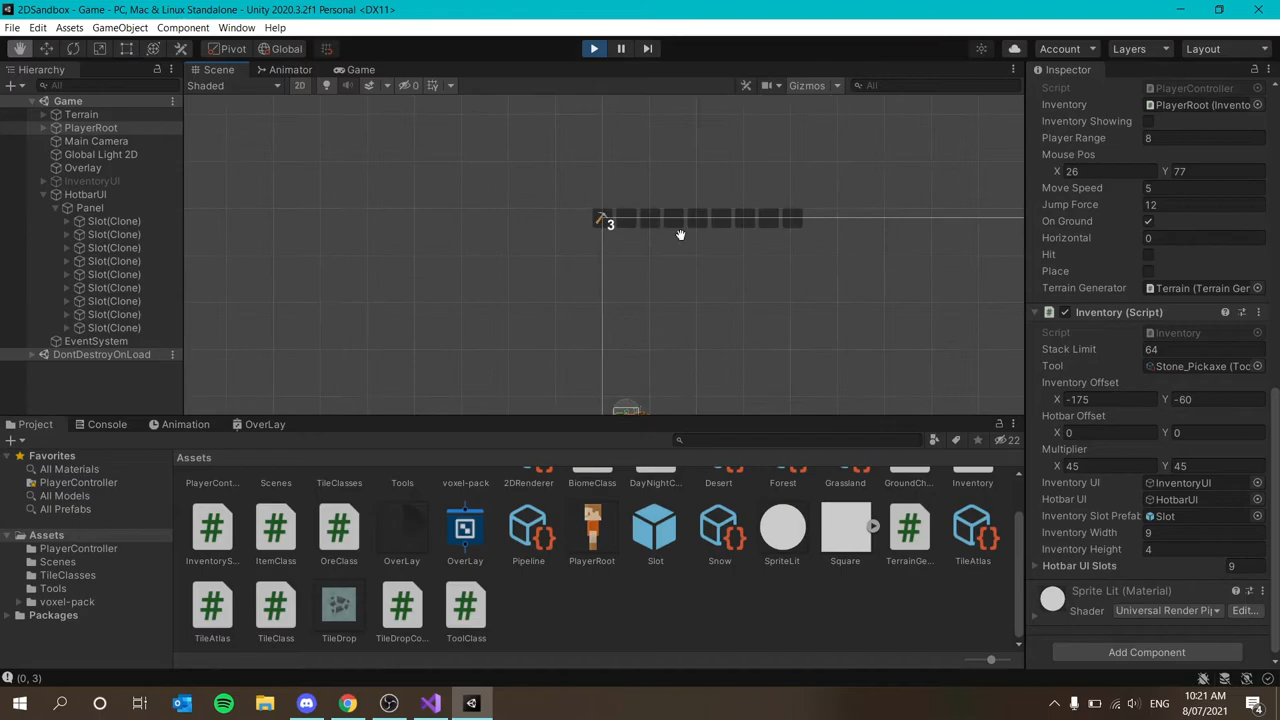 2DSandbox - Game - PC, Mac & Linux Standalone - Unity 2020.3.2f1 Personal <DX11>
File Edit Assets GameObject Component Window Help
Pivot Global
Account Layers Layout
Hierarchy
All
Game
Terrain
PlayerRoot
Main Camera
Global Light 2D
Overlay
InventoryUI
HotbarUI
Panel
Slot(Clone)
Slot(Clone)
Slot(Clone)
Slot(Clone)
Slot(Clone)
Slot(Clone)
Slot(Clone)
Slot(Clone)
Slot(Clone)
EventSystem
DontDestroyOnLoad
Scene Animator Game
Shaded 2D 0 Gizmos All
3
Inspector
Script PlayerController
Inventory PlayerRoot (Invento
Inventory Showing
Player Range 8
Mouse Pos
X 26 Y 77
Move Speed 5
Jump Force 12
On Ground
Horizontal 0
Hit
Place
Terrain Generator Terrain (Terrain Ger
Inventory (Script)
Script Inventory
Stack Limit 64
Tool Stone_Pickaxe (Toc
Inventory Offset
X -175 Y -60
Hotbar Offset
X 0 Y 0
Multiplier
X 45 Y 45
Inventory UI InventoryUI
Hotbar UI HotbarUI
Inventory Slot Prefab Slot
Inventory Width 9
Inventory Height 4
Hotbar UI Slots 9
Sprite Lit (Material)
Shader Universal Render Pip Edit...
Add Component
Project Console Animation OverLay
22
Favorites
All Materials
PlayerController
All Models
All Prefabs
Assets
PlayerController
Scenes
TileClasses
Tools
voxel-pack
Packages
Assets
PlayerCont... Scenes TileClasses Tools voxel-pack 2DRenderer BiomeClass DayNightC... Desert Forest Grassland GroundCh... Inventory
InventoryS... ItemClass OreClass OverLay OverLay Pipeline PlayerRoot Slot Snow SpriteLit Square TerrainGe... TileAtlas
TileAtlas TileClass TileDrop TileDropCo... ToolClass
(0, 3)
10:21 AM
8/07/2021
4